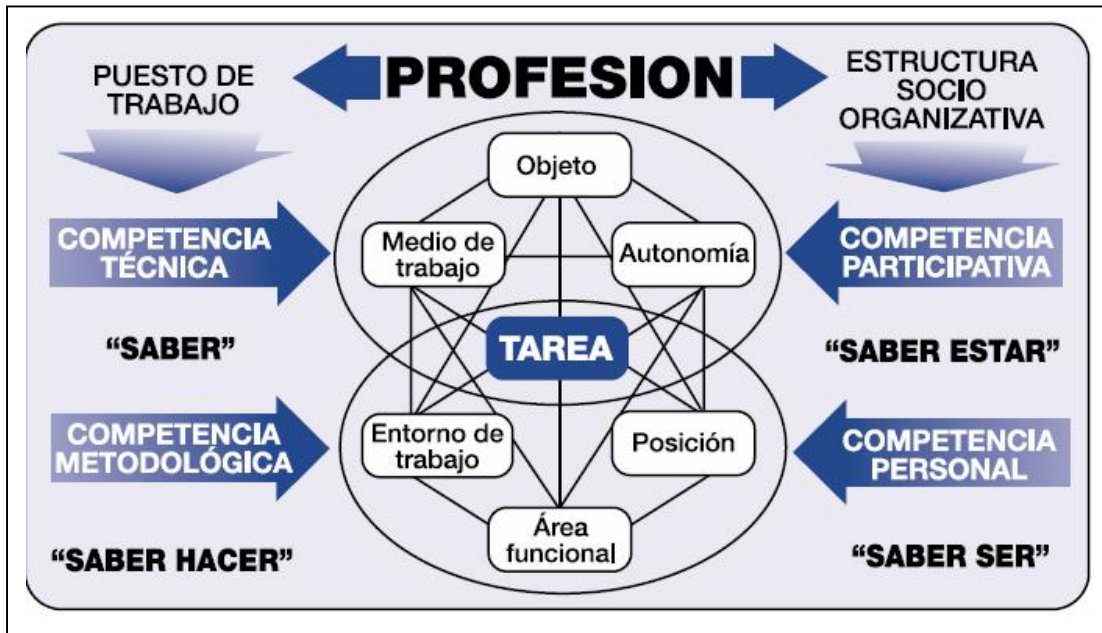 PROFESION
PUESTO DE
TRABAJO
ESTRUCTURA
SOCIO
ORGANIZATIVA
Objeto
COMPETENCIA
TÉCNICA
Medio de
trabajo
Autonomía
COMPETENCIA
PARTICIPATIVA
“SABER”
TAREA
“SABER ESTAR”
COMPETENCIA
METODOLÓGICA
Entorno de
trabajo
Posición
COMPETENCIA
PERSONAL
Área
funcional
“SABER HACER”
“SABER SER”